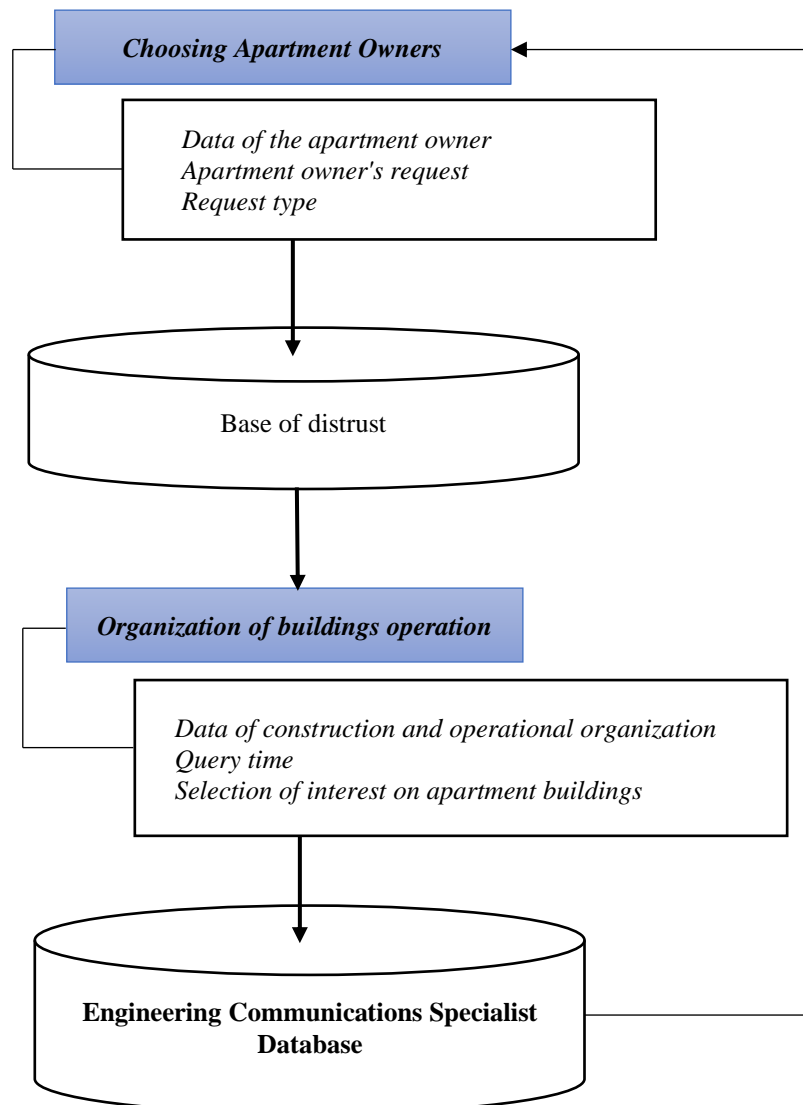 Choosing Apartment Owners
Data of the apartment owner
Apartment owner's request
Request type
Base of distrust
Organization of buildings operation
Data of construction and operational organization
Query time
Selection of interest on apartment buildings
Engineering Communications Specialist
Database